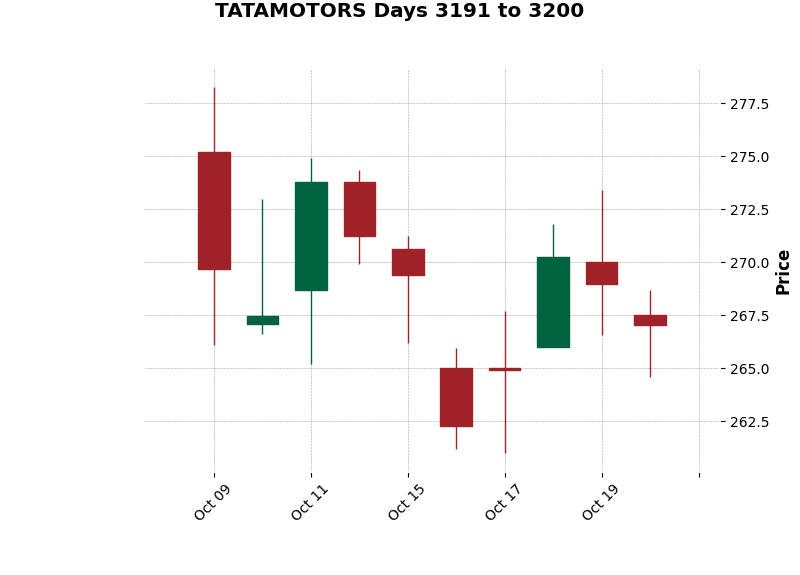 TATAMOTORS Days 3191 to 3200
277.5
275.0
272.5
270.0
267.5
265.0
262.5
Price
Oct 09
Oct 11
Oct 15
Oct 17
Oct 19